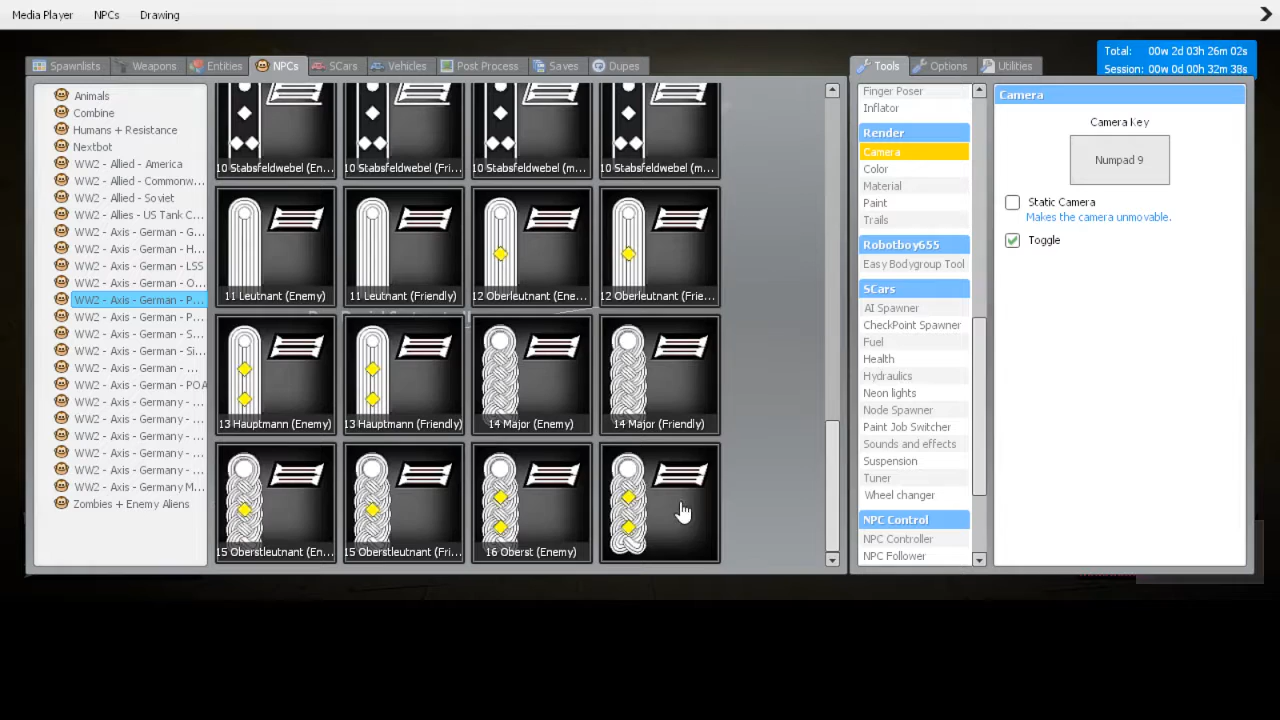 Media Player NPCs Drawing
Total: 00w 2d 03h 26m 02s
Session: 00w 0d 00h 32m 38s
Spawnlists Weapons Entities NPCs SCars Vehicles Post Process Saves Dupes
Tools Options Utilities
Animals
Combine
Humans + Resistance
Nextbot
WW2 - Allied - America
WW2 - Allied - Commonw...
WW2 - Allied - Soviet
WW2 - Allies - US Tank C...
WW2 - Axis - German - G...
WW2 - Axis - German - H...
WW2 - Axis - German - LSS
WW2 - Axis - German - O...
WW2 - Axis - German - P...
WW2 - Axis - German - P...
WW2 - Axis - German - S...
WW2 - Axis - German - Si...
WW2 - Axis - German - ...
WW2 - Axis - German - POA
WW2 - Axis - Germany - ...
WW2 - Axis - Germany - ...
WW2 - Axis - Germany - ...
WW2 - Axis - Germany - ...
WW2 - Axis - Germany - ...
WW2 - Axis - Germany M...
Zombies + Enemy Aliens
10 Stabsfeldwebel (En... 10 Stabsfeldwebel (Fri... 10 Stabsfeldwebel (m... 10 Stabsfeldwebel (m...
11 Leutnant (Enemy) 11 Leutnant (Friendly) 12 Oberleutnant (Ene... 12 Oberleutnant (Frie...
13 Hauptmann (Enemy) 13 Hauptmann (Friendly) 14 Major (Enemy) 14 Major (Friendly)
15 Oberstleutnant (En... 15 Oberstleutnant (Fri... 16 Oberst (Enemy)
Finger Poser
Inflator
Render
Camera
Color
Material
Paint
Trails
Robotboy655
Easy Bodygroup Tool
SCars
AI Spawner
CheckPoint Spawner
Fuel
Health
Hydraulics
Neon lights
Node Spawner
Paint Job Switcher
Sounds and effects
Suspension
Tuner
Wheel changer
NPC Control
NPC Controller
NPC Follower
Camera
Camera Key
Numpad 9
Static Camera
Makes the camera unmovable.
Toggle